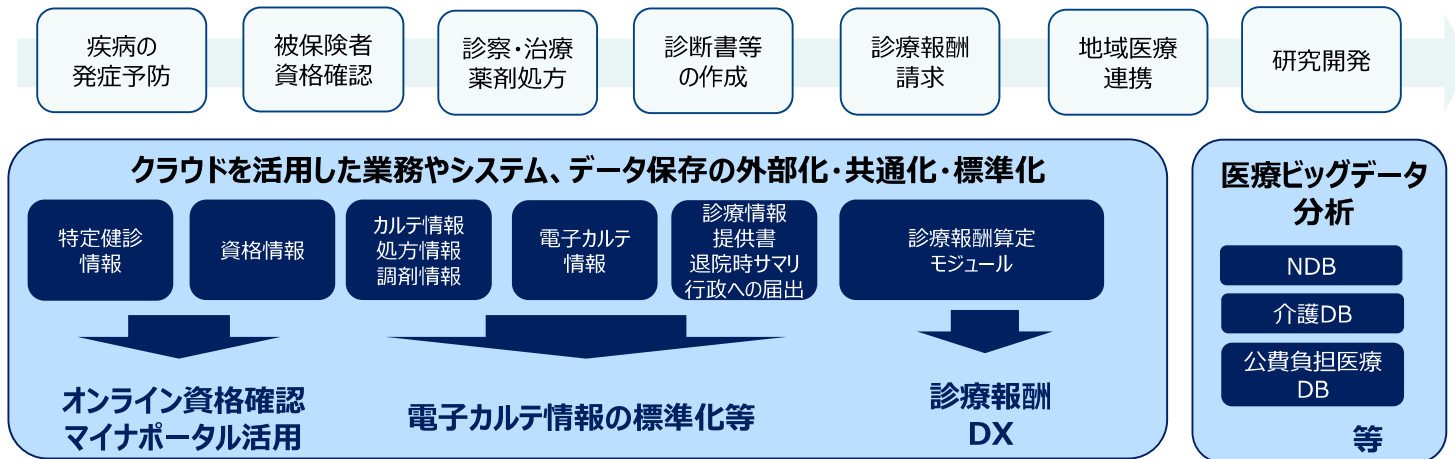 疾病の
発症予防
被保険者
資格確認
診察・治療
薬剤処方
診断書等
の作成
診療報酬
請求
地域医療
連携
研究開発
クラウドを活用した業務やシステム、データ保存の外部化・共通化・標準化
特定健診
情報
資格情報
カルテ情報
処方情報
調剤情報
電子カルテ
情報
診療情報
提供書
退院時サマリ
行政への届出
診療報酬算定
モジュール
オンライン資格確認
マイナポータル活用
電子カルテ情報の標準化等
診療報酬
DX
医療ビッグデータ
分析
NDB
介護DB
公費負担医療
DB
等